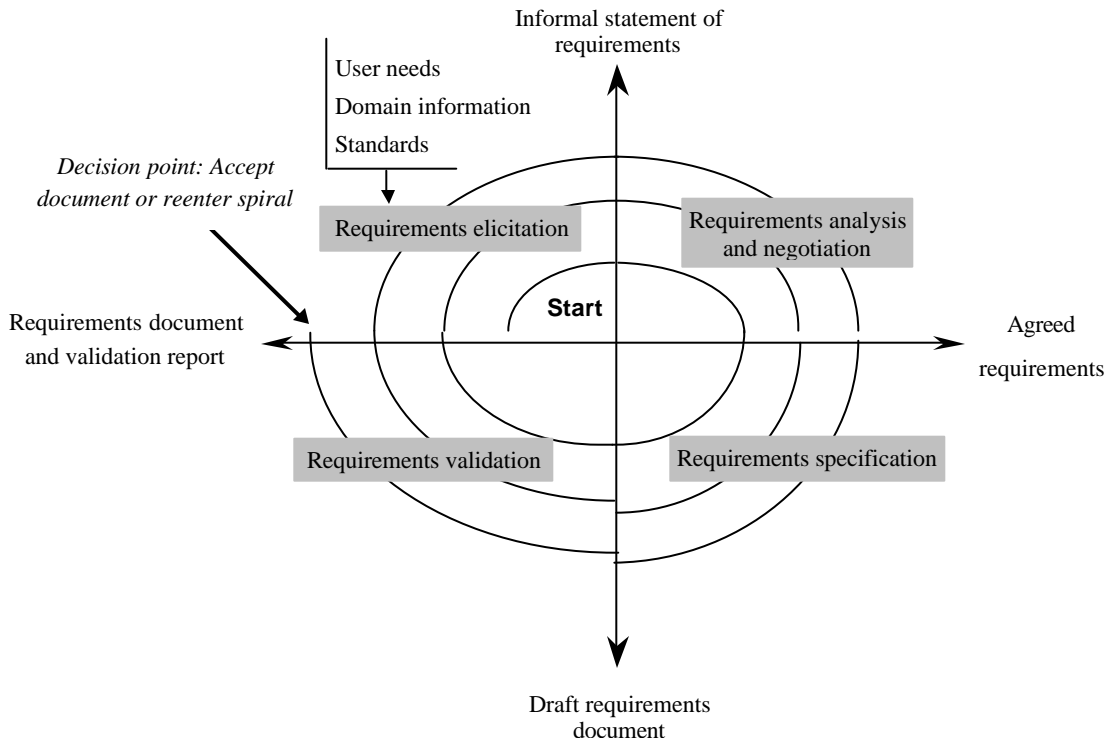 Informal statement of
requirements
User needs
Domain information
Standards
Decision point: Accept
document or reenter spiral
Requirements elicitation
Requirements analysis
and negotiation
Start
Requirements document
and validation report
Agreed
requirements
Requirements validation
Requirements specification
Draft requirements
document